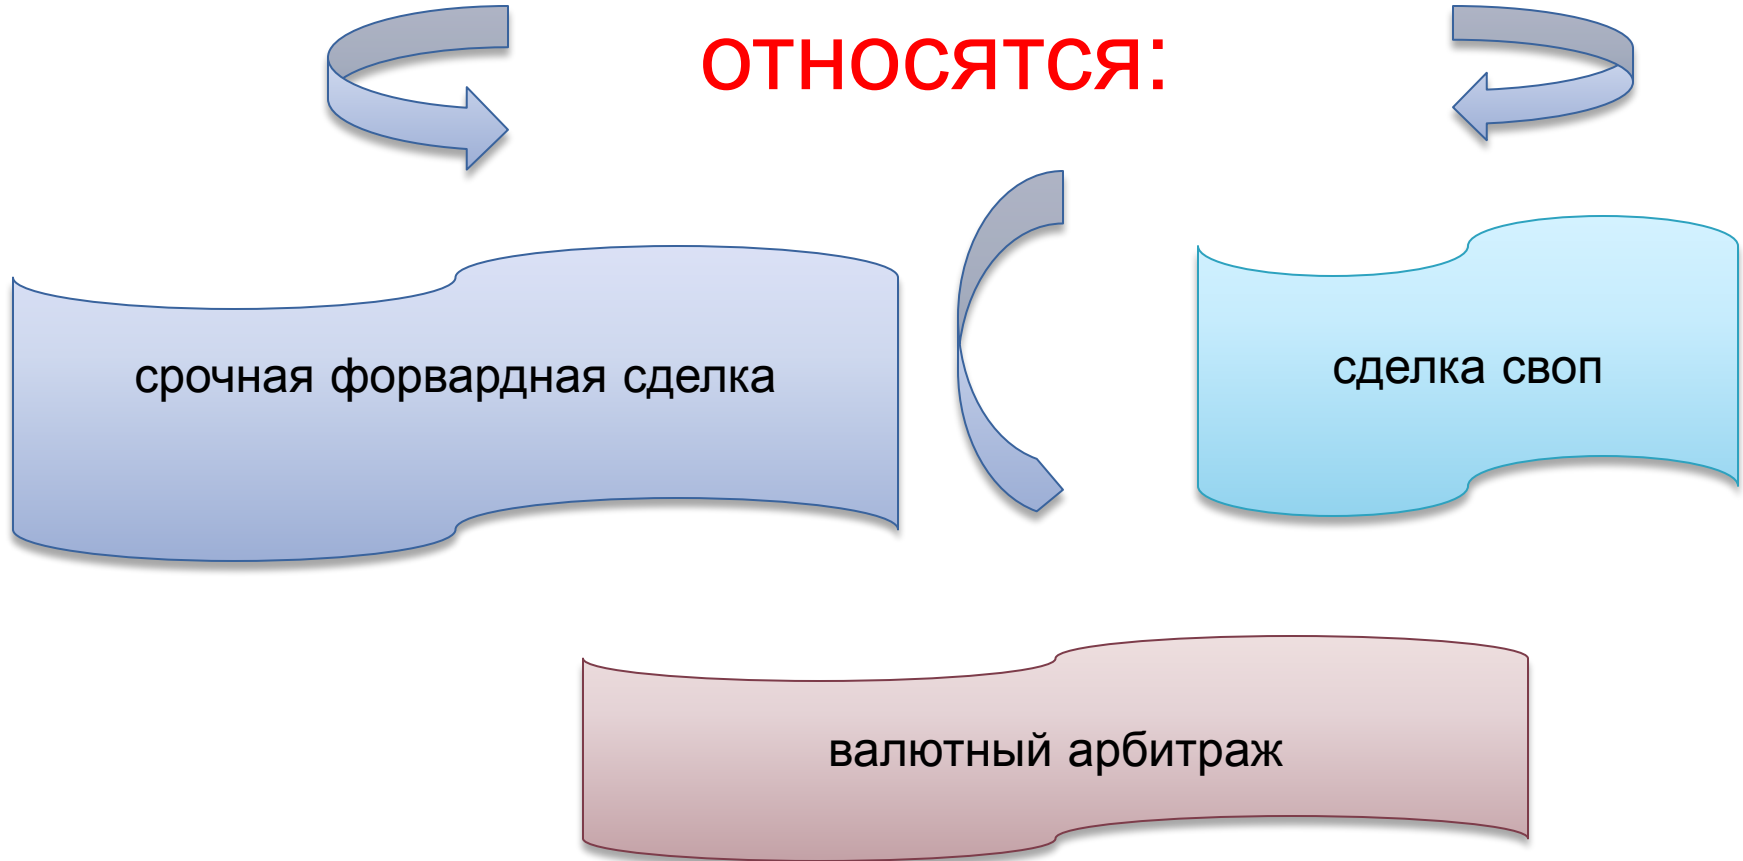 относятся:
срочная форвардная сделка
сделка своп
валютный арбитраж